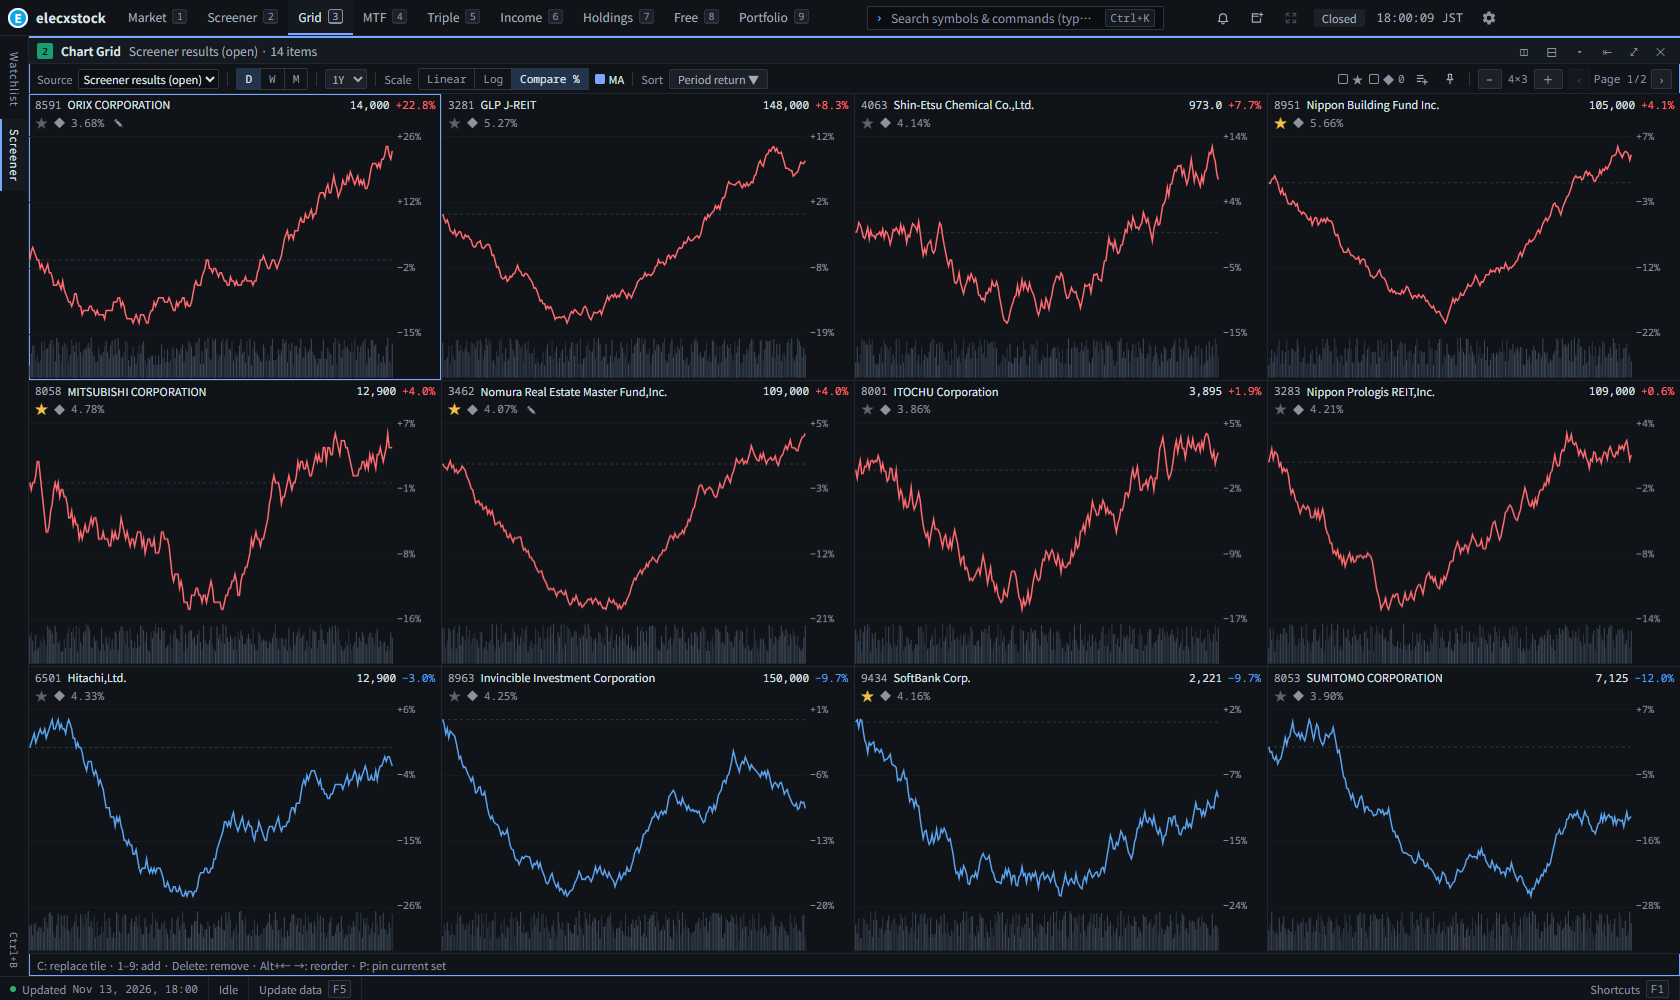 elecxstock Market 1 Screener 2 Grid 3 MTF 4 Triple 5 Income 6 Holdings 7 Free 8 Portfolio 9 › Search symbols & commands (typ··· Ctrl+K Closed 18:00:09 JST
Watchlist
Screener
Ctrl+B
2 Chart Grid Screener results (open) · 14 items
Source Screener results (open) D W M 1Y Scale Linear Log Compare % MA Sort Period return ▼ ★ ◆ 0 − 4×3 + ‹ Page 1/2 ›
8591 ORIX CORPORATION 14,000 +22.8%
★ ◆ 3.68%
+26%
+12%
−2%
−15%
3281 GLP J-REIT 148,000 +8.3%
★ ◆ 5.27%
+12%
+2%
−8%
−19%
4063 Shin-Etsu Chemical Co.,Ltd. 973.0 +7.7%
★ ◆ 4.14%
+14%
+4%
−5%
−15%
8951 Nippon Building Fund Inc. 105,000 +4.1%
★ ◆ 5.66%
+7%
−3%
−12%
−22%
8058 MITSUBISHI CORPORATION 12,900 +4.0%
★ ◆ 4.78%
+7%
−1%
−8%
−16%
3462 Nomura Real Estate Master Fund,Inc. 109,000 +4.0%
★ ◆ 4.07%
+5%
−3%
−12%
−21%
8001 ITOCHU Corporation 3,895 +1.9%
★ ◆ 3.86%
+5%
−2%
−9%
−17%
3283 Nippon Prologis REIT,Inc. 109,000 +0.6%
★ ◆ 4.21%
+4%
−2%
−8%
−14%
6501 Hitachi,Ltd. 12,900 −3.0%
★ ◆ 4.33%
+6%
−4%
−15%
−26%
8963 Invincible Investment Corporation 150,000 −9.7%
★ ◆ 4.25%
+1%
−6%
−13%
−20%
9434 SoftBank Corp. 2,221 −9.7%
★ ◆ 4.16%
+2%
−7%
−15%
−24%
8053 SUMITOMO CORPORATION 7,125 −12.0%
★ ◆ 3.90%
+7%
−5%
−16%
−28%
C: replace tile · 1–9: add · Delete: remove · Alt+←→: reorder · P: pin current set
Updated Nov 13, 2026, 18:00 Idle Update data F5 Shortcuts F1